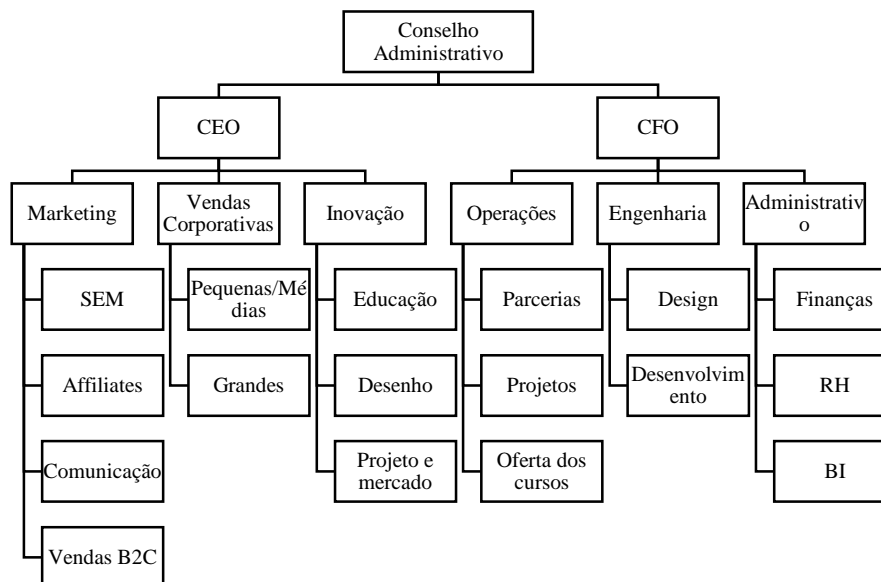 Conselho
Administrativo
CEO
CFO
Marketing
Vendas
Corporativas
Inovação
Operações
Engenharia
Administrativ
o
SEM
Pequenas/Mé
dias
Educação
Parcerias
Design
Finanças
Affiliates
Grandes
Desenho
Projetos
Desenvolvim
ento
RH
Comunicação
Projeto e
mercado
Oferta dos
cursos
BI
Vendas B2C